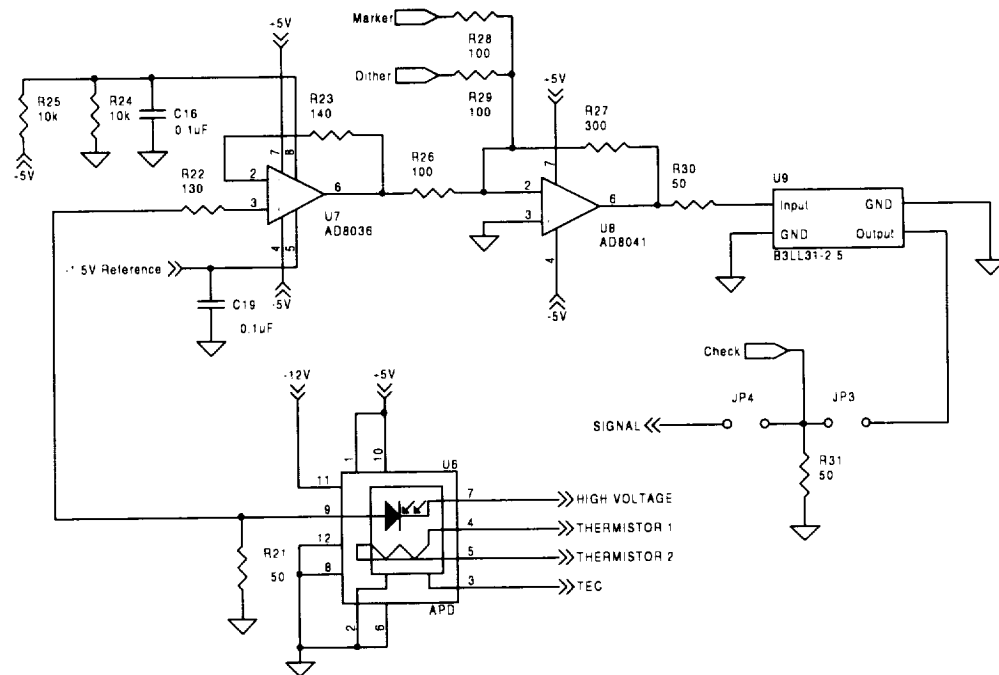 Marker
R28
100
Dither
R29
100
+5V
+5V
R25
10k
R24
10k
C16
0.1uF
-5V
R23
140
7
8
2
3
6
U7
AD8036
4
5
-5V
R22
130
R26
100
R27
300
7
2
3
6
U8
AD8041
4
-5V
R30
50
U9
Input
GND
GND
Output
B3LL31-2.5
-1.5V Reference
C19
0.1uF
Check
JP4
JP3
SIGNAL
R31
50
-12V
+5V
1
10
U6
11
9
12
8
7
HIGH VOLTAGE
4
THERMISTOR 1
5
THERMISTOR 2
3
TEC
2
6
APD
R21
50